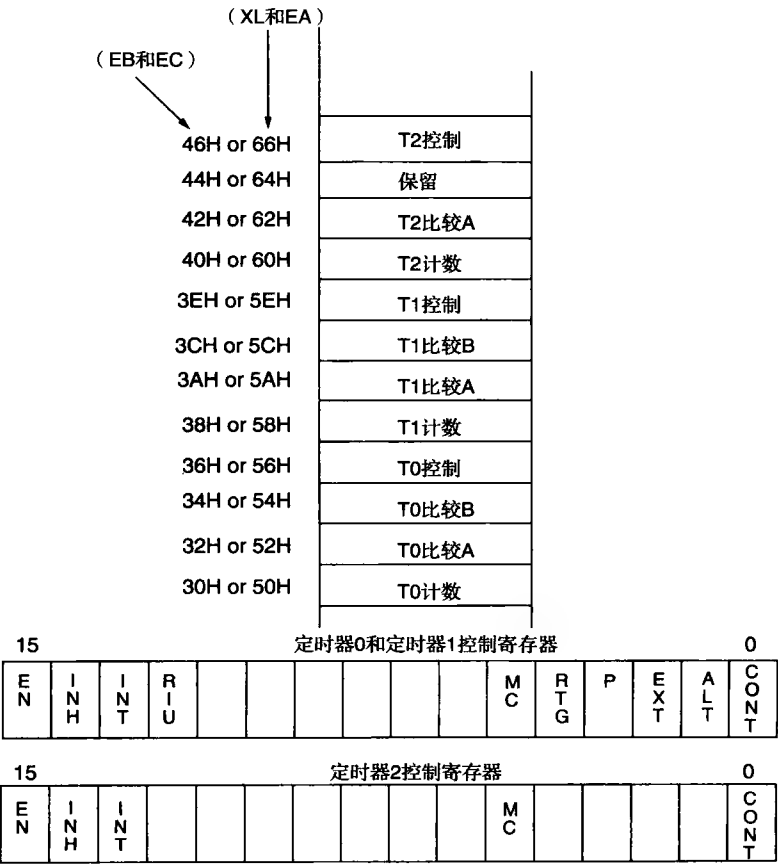 （XL和EA）
（EB和EC）
46H or 66H T2控制
44H or 64H 保留
42H or 62H T2比较A
40H or 60H T2计数
3EH or 5EH T1控制
3CH or 5CH T1比较B
3AH or 5AH T1比较A
38H or 58H T1计数
36H or 56H T0控制
34H or 54H T0比较B
32H or 52H T0比较A
30H or 50H T0计数
15 定时器0和定时器1控制寄存器 0
EN INH INT RIU MC RTG P EXT ALT CONT
15 定时器2控制寄存器 0
EN INH INT MC CONT